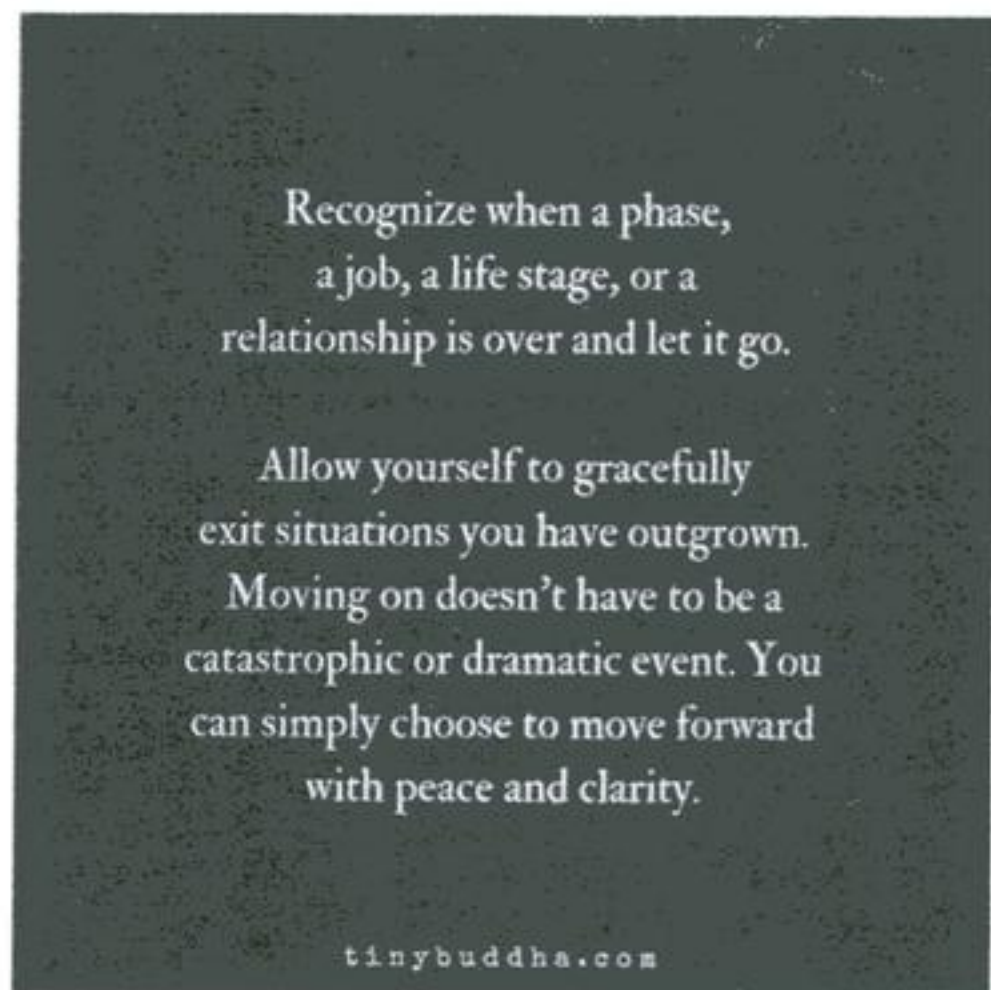 Recognize when a phase,
a job, a life stage, or a
relationship is over and let it go.
Allow yourself to gracefully
exit situations you have outgrown.
Moving on doesn't have to be a
catastrophic or dramatic event. You
can simply choose to move forward
with peace and clarity.
tinybuddha.com